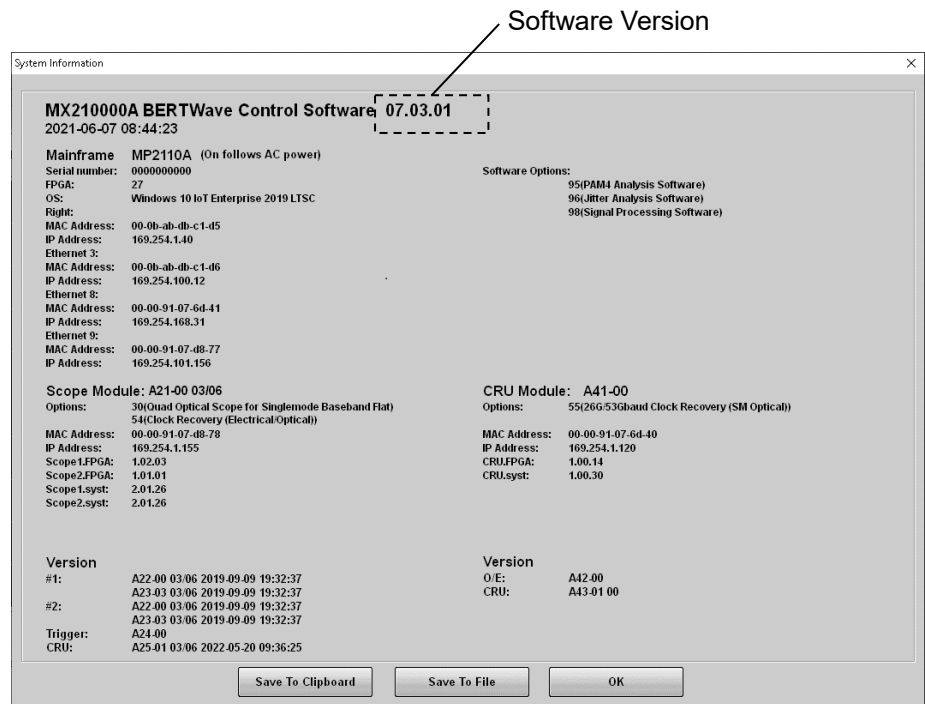 Software Version
System Information
MX210000A BERTWave Control Software 07.03.01
2021-06-07 08:44:23
Mainframe MP2110A (On follows AC power)
Serial number: 0000000000
FPGA: 27
OS: Windows 10 IoT Enterprise 2019 LTSC
Right:
MAC Address: 00-0b-ab-db-c1-d5
IP Address: 169.254.1.40
Ethernet 3:
MAC Address: 00-0b-ab-db-c1-d6
IP Address: 169.254.100.12
Ethernet 8:
MAC Address: 00-00-91-07-6d-41
IP Address: 169.254.168.31
Ethernet 9:
MAC Address: 00-00-91-07-d8-77
IP Address: 169.254.101.156
Software Options:
95(PAM4 Analysis Software)
96(Jitter Analysis Software)
98(Signal Processing Software)
Scope Module: A21-00 03/06
Options: 30(Quad Optical Scope for Singlemode Baseband Flat)
54(Clock Recovery (Electrical/Optical))
MAC Address: 00-00-91-07-d8-78
IP Address: 169.254.1.155
Scope1.FPGA: 1.02.03
Scope2.FPGA: 1.01.01
Scope1.syst: 2.01.26
Scope2.syst: 2.01.26
CRU Module: A41-00
Options: 55(26G/53Gbaud Clock Recovery (SM Optical))
MAC Address: 00-00-91-07-6d-40
IP Address: 169.254.1.120
CRU.FPGA: 1.00.14
CRU.syst: 1.00.30
Version
#1: A22-00 03/06 2019-09-09 19:32:37
A23-03 03/06 2019-09-09 19:32:37
#2: A22-00 03/06 2019-09-09 19:32:37
A23-03 03/06 2019-09-09 19:32:37
Trigger: A24-00
CRU: A25-01 03/06 2022-05-20 09:36:25
Version
O/E: A42-00
CRU: A43-01 00
Save To Clipboard
Save To File
OK